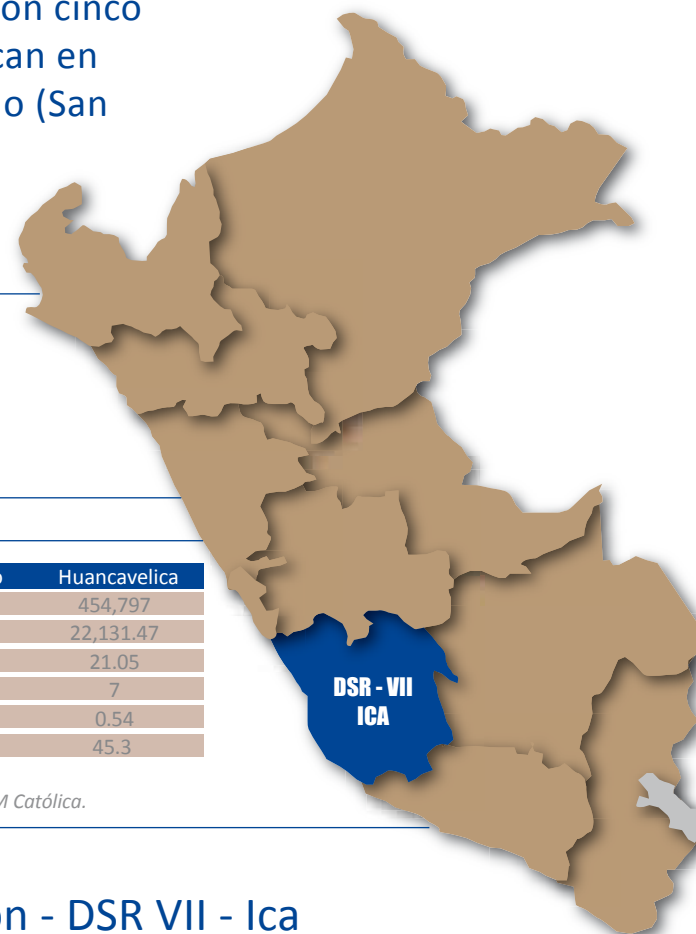 on cinco
can en
o (San
o Huancavelica
454,797
22,131.47
21.05
7
0.54
45.3
DSR - VII
ICA
M Católica.
ón - DSR VII - Ica